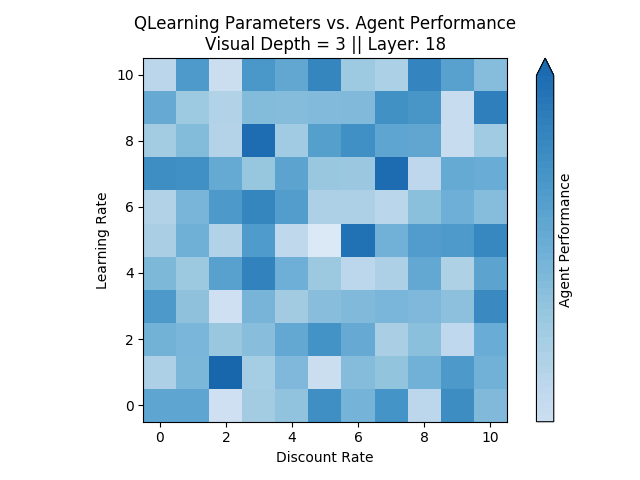 QLearning Parameters vs. Agent Performance
Visual Depth = 3 || Layer: 18
10
8
6
4
2
0
Learning Rate
0 2 4 6 8 10
Discount Rate
Agent Performance